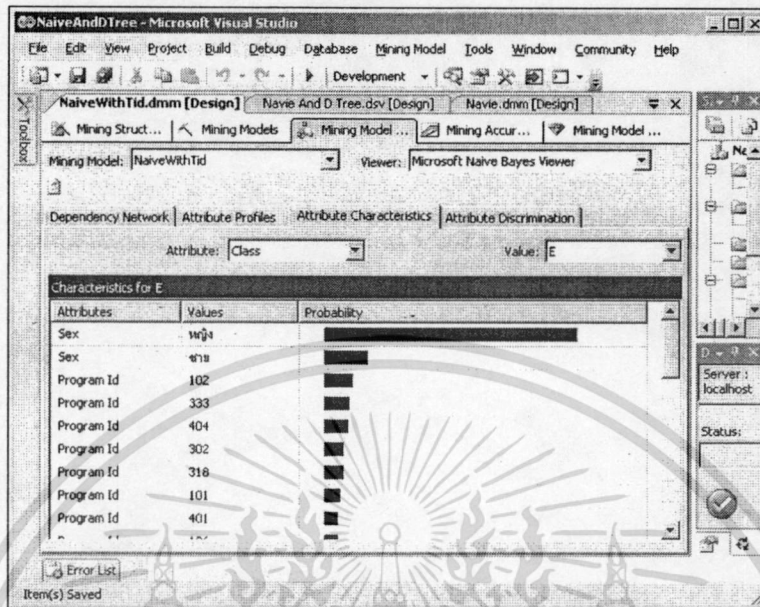 NaiveAndDTree - Microsoft Visual Studio
File Edit View Project Build Debug Database Mining Model Tools Window Community Help
Development
Toolbox
NaiveWithTid.dmm [Design] Navie And D Tree.dsv [Design] Navie.dmm [Design]
Mining Struct... Mining Models Mining Model ... Mining Accur... Mining Model ...
Mining Model: NaiveWithTid Viewer: Microsoft Naive Bayes Viewer
Dependency Network Attribute Profiles Attribute Characteristics Attribute Discrimination
Attribute: Class Value: E
Characteristics for E
Attributes Values Probability
Sex หญิง
Sex ชาย
Program Id 102
Program Id 333
Program Id 404
Program Id 302
Program Id 318
Program Id 101
Program Id 401
Server :
localhost
Status:
Error List
Item(s) Saved